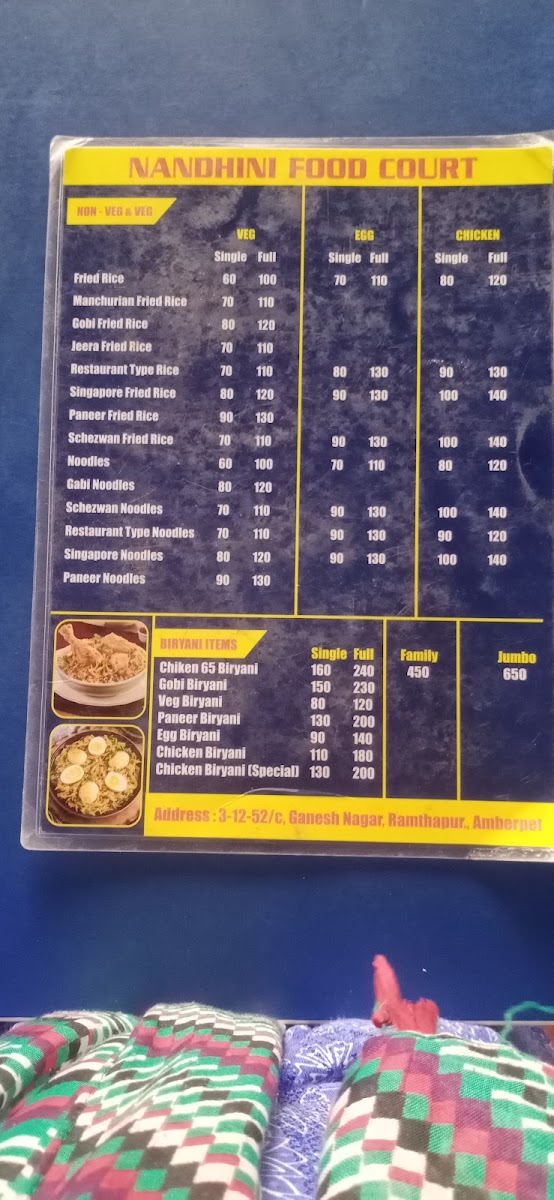 NANDHINI FOOD COURT
NON - VEG & VEG
VEG EGG CHICKEN
Single Full Single Full Single Full
Fried Rice 60 100 70 110 80 120
Manchurian Fried Rice 70 110
Gobi Fried Rice 80 120
Jeera Fried Rice 70 110
Restaurant Type Rice 70 110 80 130 90 130
Singapore Fried Rice 80 120 90 130 100 140
Paneer Fried Rice 90 130
Schezwan Fried Rice 70 110 90 130 100 140
Noodles 60 100 70 110 80 120
Gabi Noodles 80 120
Schezwan Noodles 70 110 90 130 100 140
Restaurant Type Noodles 70 110 90 130 90 120
Singapore Noodles 80 120 90 130 100 140
Paneer Noodles 90 130
BIRYANI ITEMS Single Full Family Jumbo
Chiken 65 Biryani 160 240 450 650
Gobi Biryani 150 230
Veg Biryani 80 120
Paneer Biryani 130 200
Egg Biryani 90 140
Chicken Biryani 110 180
Chicken Biryani (Special) 130 200
Address : 3-12-52/c, Ganesh Nagar, Ramthapur., Amberpet